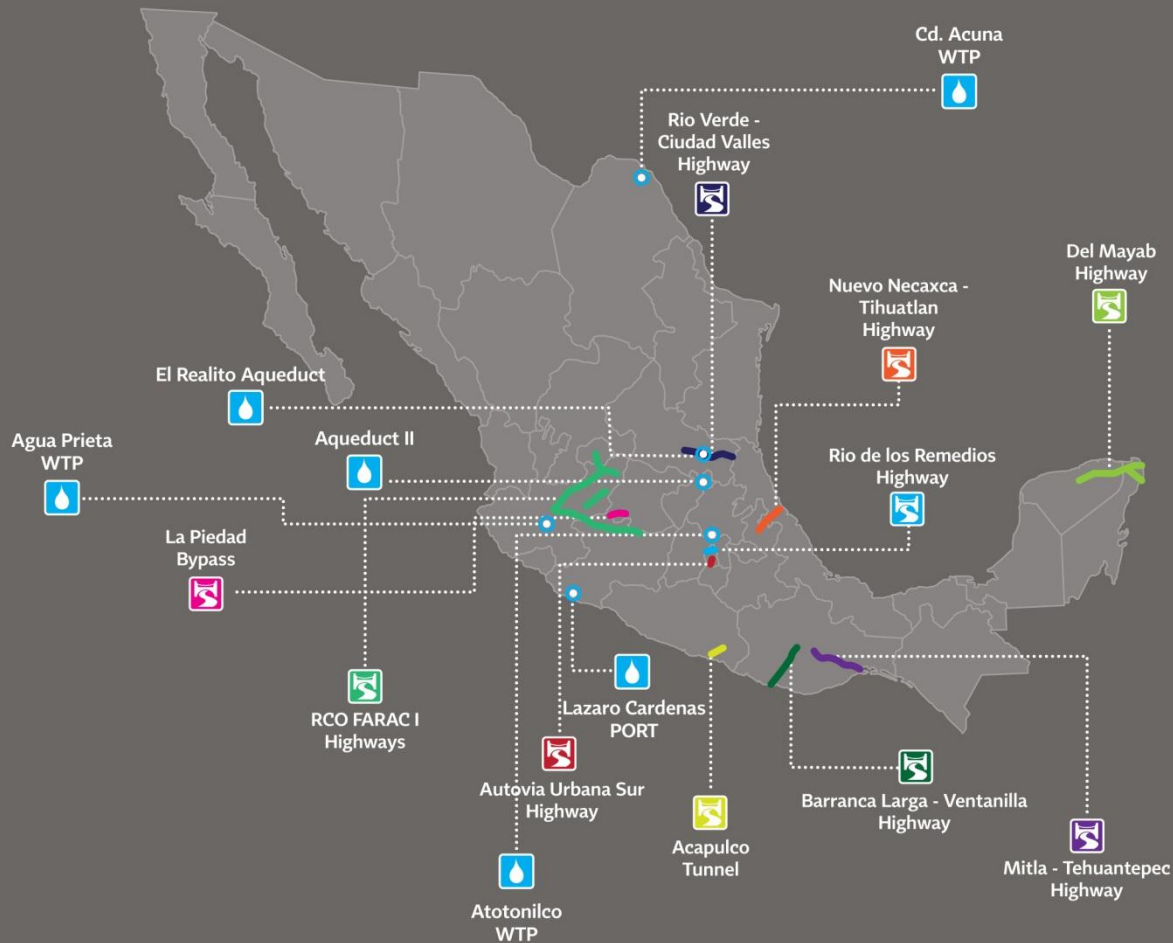 Cd. Acuna
WTP
Rio Verde -
Ciudad Valles
Highway
Del Mayab
Highway
Nuevo Necaxca -
Tihuatlan
Highway
El Realito Aqueduct
Agua Prieta
WTP
Aqueduct II
Rio de los Remedios
Highway
La Piedad
Bypass
RCO FARAC I
Highways
Lazaro Cardenas
PORT
Autovia Urbana Sur
Highway
Barranca Larga - Ventanilla
Highway
Acapulco
Tunnel
Mitla - Tehuantepec
Highway
Atotonilco
WTP